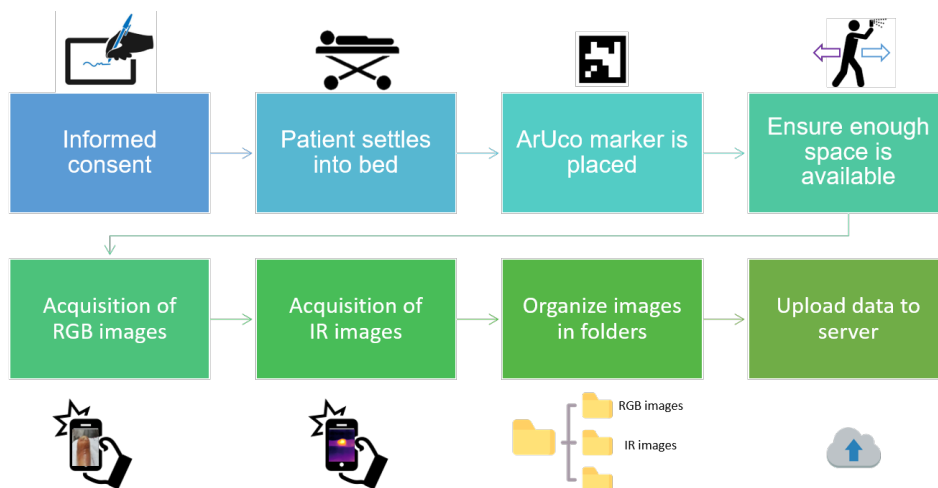 Informed
consent
Patient settles
into bed
ArUco marker is
placed
Ensure enough
space is
available
Acquisition of
RGB images
Acquisition of
IR images
Organize images
in folders
Upload data to
server
RGB images
IR images